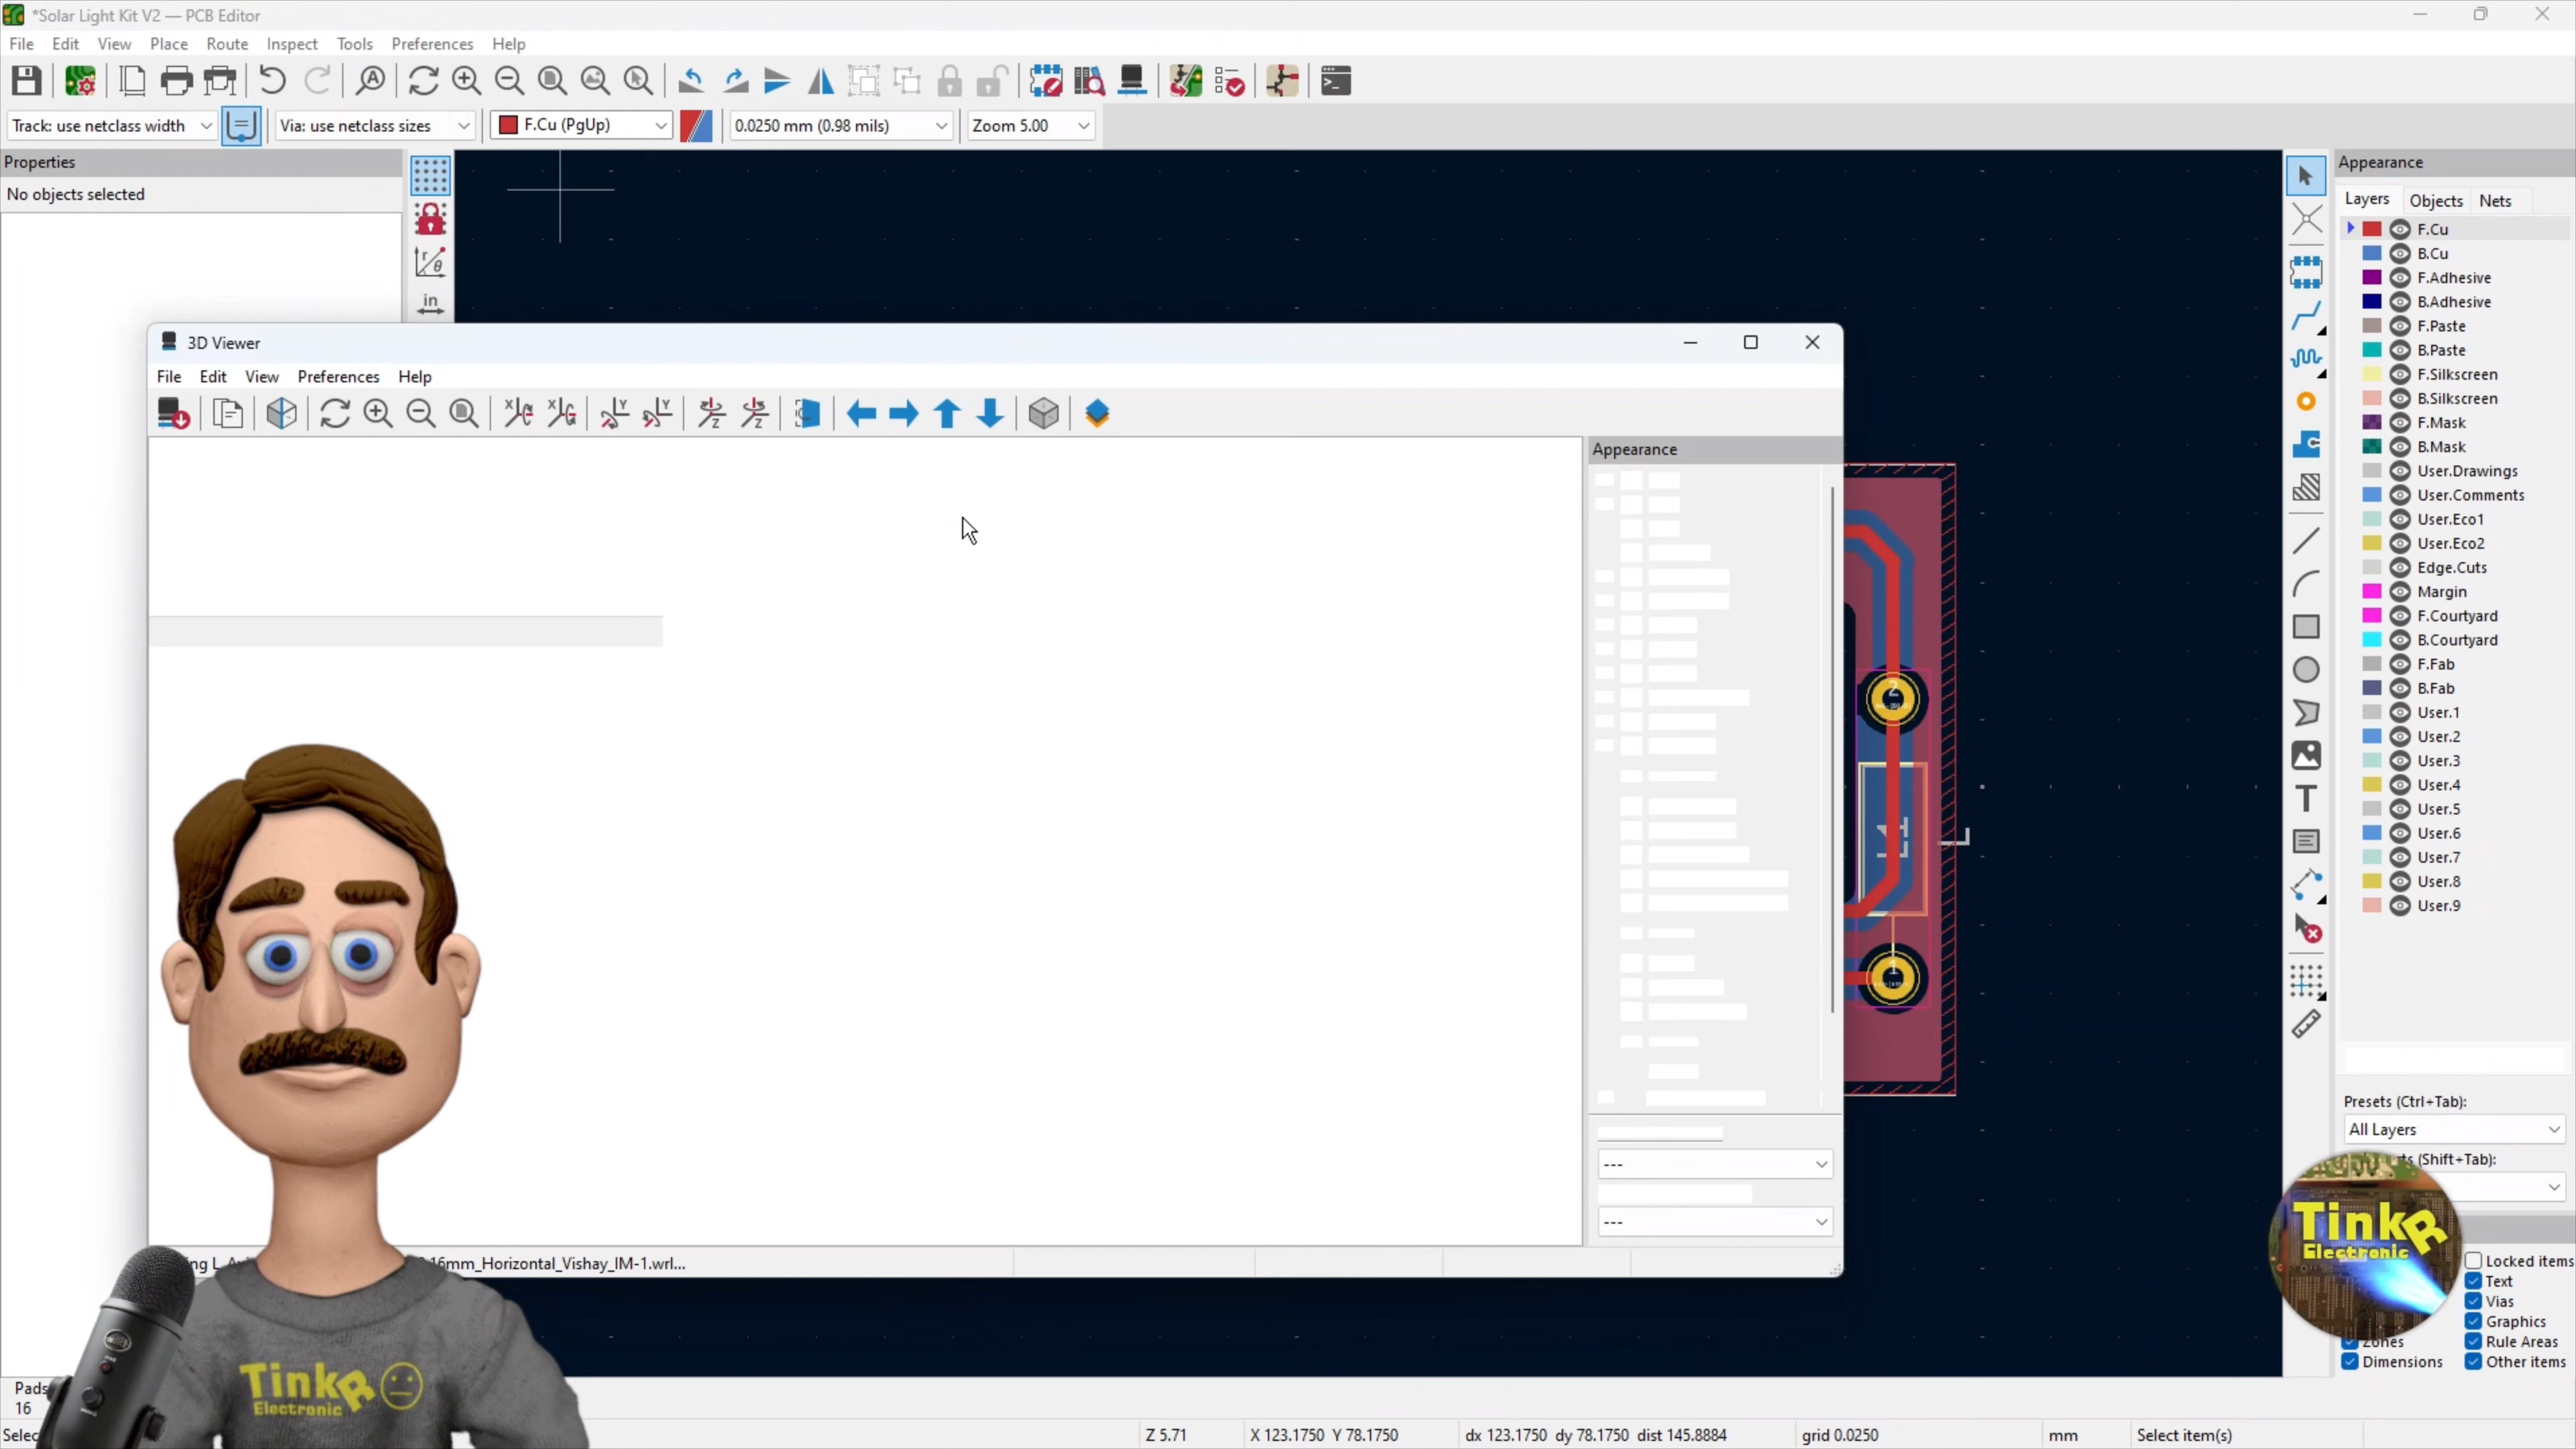 *Solar Light Kit V2 — PCB Editor
File Edit View Place Route Inspect Tools Preferences Help
Track: use netclass width Via: use netclass sizes F.Cu (PgUp) 0.0250 mm (0.98 mils) Zoom 5.00
Properties
No objects selected
in
3D Viewer
File Edit View Preferences Help
Appearance
---
---
16mm_Horizontal_Vishay_IM-1.wrl...
2
L1
1
Appearance
Layers Objects Nets
F.Cu
B.Cu
F.Adhesive
B.Adhesive
F.Paste
B.Paste
F.Silkscreen
B.Silkscreen
F.Mask
B.Mask
User.Drawings
User.Comments
User.Eco1
User.Eco2
Edge.Cuts
Margin
F.Courtyard
B.Courtyard
F.Fab
B.Fab
User.1
User.2
User.3
User.4
User.5
User.6
User.7
User.8
User.9
Presets (Ctrl+Tab):
All Layers
(Shift+Tab):
TinkR
Electronic
Locked items
Text
Vias
Graphics
Zones Rule Areas
Dimensions Other items
TinkR
Electronic
Pads
16
Selec
Z 5.71 X 123.1750 Y 78.1750 dx 123.1750 dy 78.1750 dist 145.8884 grid 0.0250 mm Select item(s)